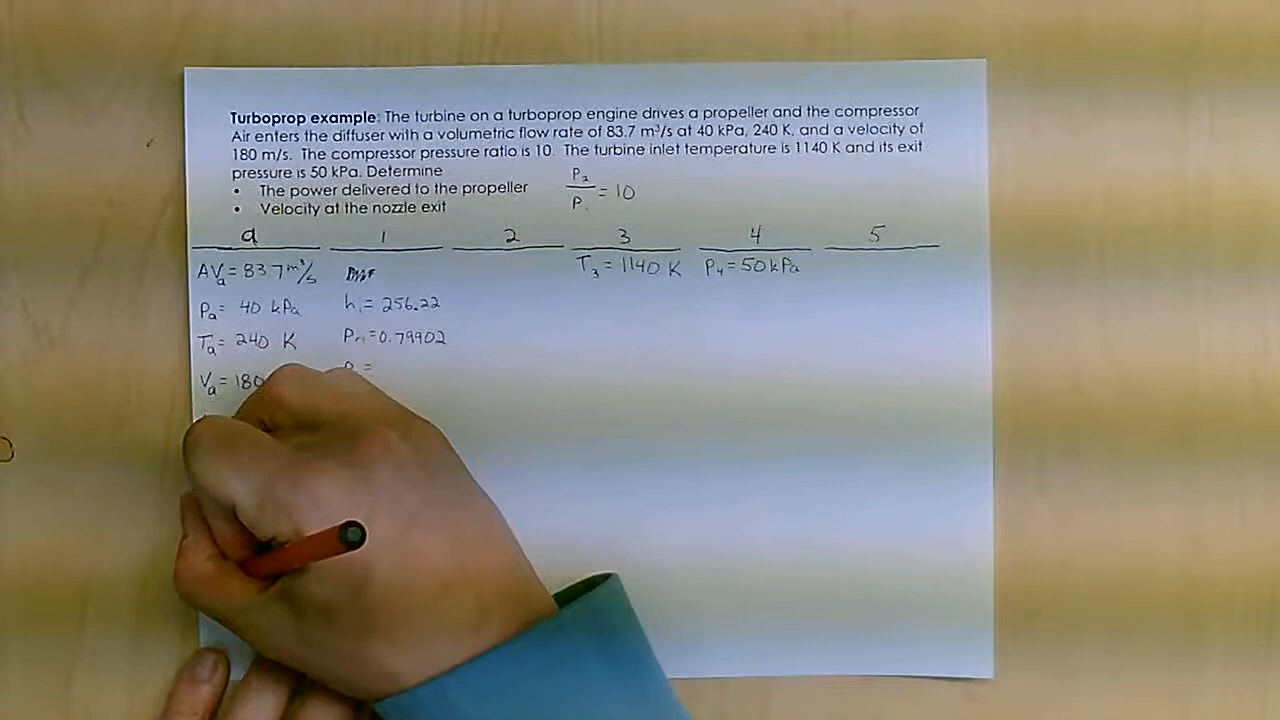 Turboprop example: The turbine on a turboprop engine drives a propeller and the compressor
Air enters the diffuser with a volumetric flow rate of 83.7 m³/s at 40 kPa, 240 K, and a velocity of
180 m/s. The compressor pressure ratio is 10. The turbine inlet temperature is 1140 K and its exit
pressure is 50 kPa. Determine
• The power delivered to the propeller
• Velocity at the nozzle exit
P₂/P₁ = 10
a 1 2 3 4 5
AVₐ = 83.7 m³/s
Pₐ = 40 kPa
Tₐ = 240 K
Vₐ = 180
h₁ = 256.22
Pr₁ = 0.79902
P₁ =
T₃ = 1140 K
P₄ = 50 kPa